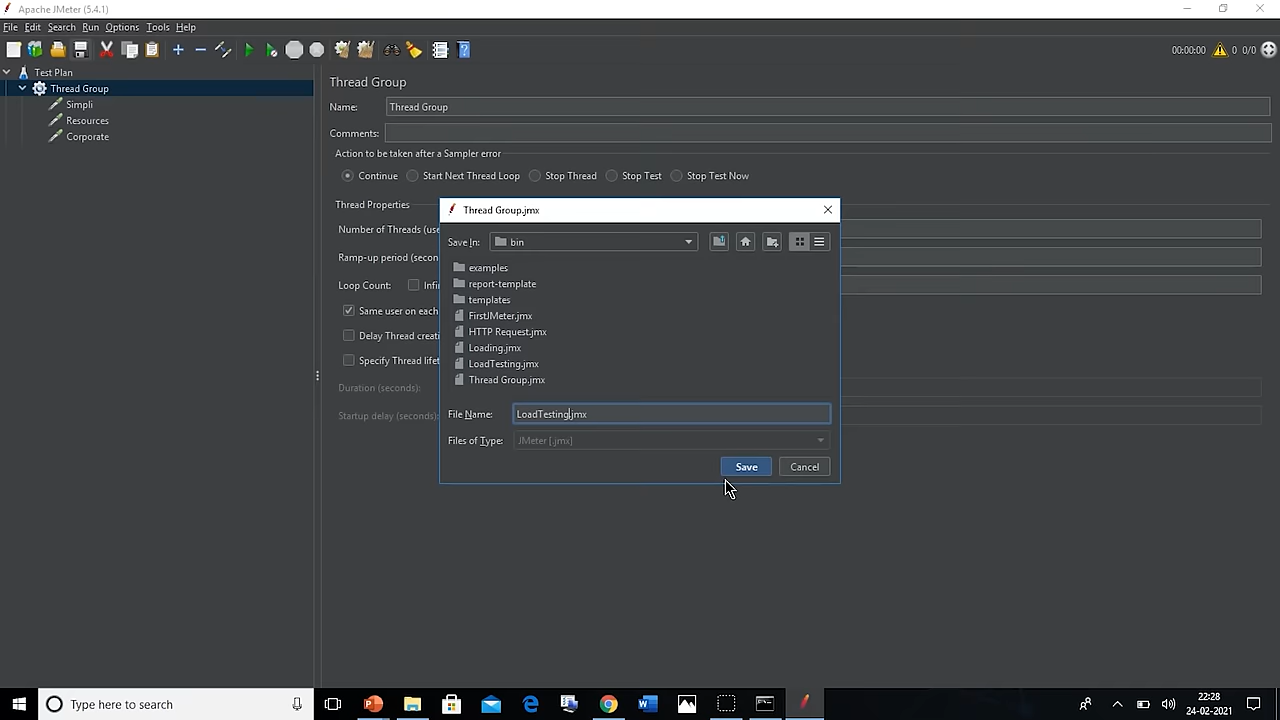 Apache JMeter (5.4.1)
File Edit Search Run Options Tools Help
00:00:00 0 0/0
Test Plan
Thread Group
Simpli
Resources
Corporate
Thread Group
Name: Thread Group
Comments:
Action to be taken after a Sampler error
Continue Start Next Thread Loop Stop Thread Stop Test Stop Test Now
Thread Properties
Number of Threads (use
Ramp-up period (secon
Loop Count: Infi
Same user on each
Delay Thread creati
Specify Thread lifet
Duration (seconds):
Startup delay (seconds):
Thread Group.jmx
Save In: bin
examples
report-template
templates
FirstJMeter.jmx
HTTP Request.jmx
Loading.jmx
LoadTesting.jmx
Thread Group.jmx
File Name: LoadTesting.jmx
Files of Type: JMeter [.jmx]
Save Cancel
Type here to search
22:28
24-02-2021